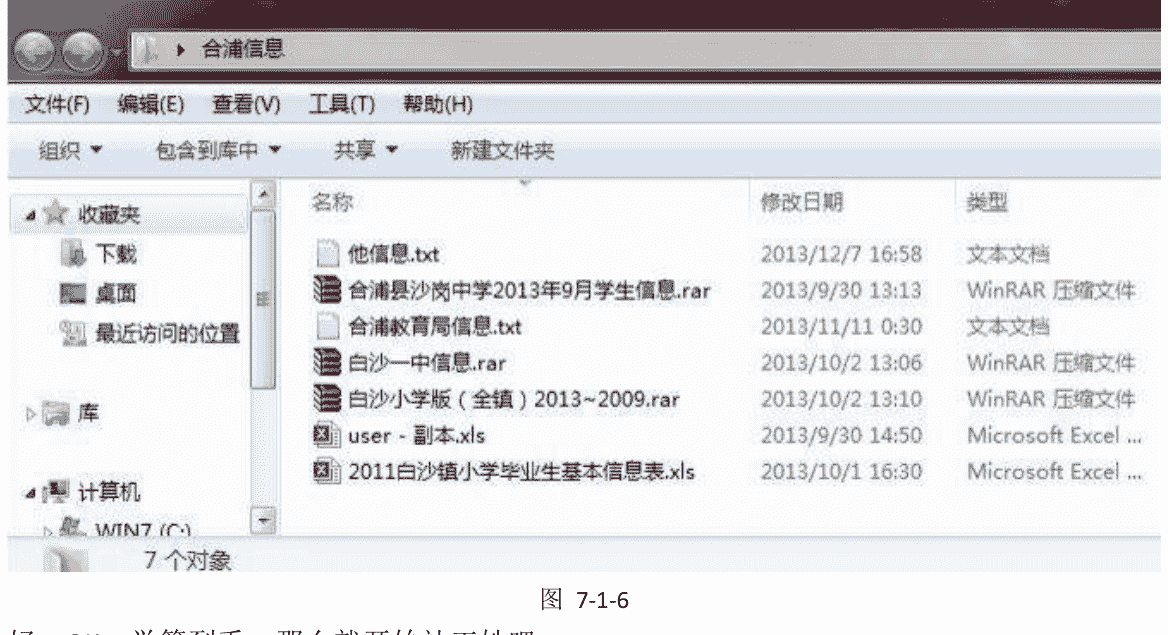 合浦信息
文件(F) 编辑(E) 查看(V) 工具(T) 帮助(H)
组织 包含到库中 共享 新建文件夹
收藏夹
下载
桌面
最近访问的位置
库
计算机
WIN7 (C:)
名称 修改日期 类型
他信息.txt 2013/12/7 16:58 文本文档
合浦县沙岗中学2013年9月学生信息.rar 2013/9/30 13:13 WinRAR 压缩文件
合浦教育局信息.txt 2013/11/11 0:30 文本文档
白沙一中信息.rar 2013/10/2 13:06 WinRAR 压缩文件
白沙小学版（全镇）2013~2009.rar 2013/10/2 13:10 WinRAR 压缩文件
user - 副本.xls 2013/9/30 14:50 Microsoft Excel ...
2011白沙镇小学毕业生基本信息表.xls 2013/10/1 16:30 Microsoft Excel ...
7 个对象
图 7-1-6